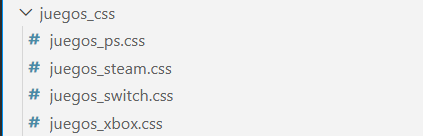 juegos_css
# juegos_ps.css
# juegos_steam.css
# juegos_switch.css
# juegos_xbox.css